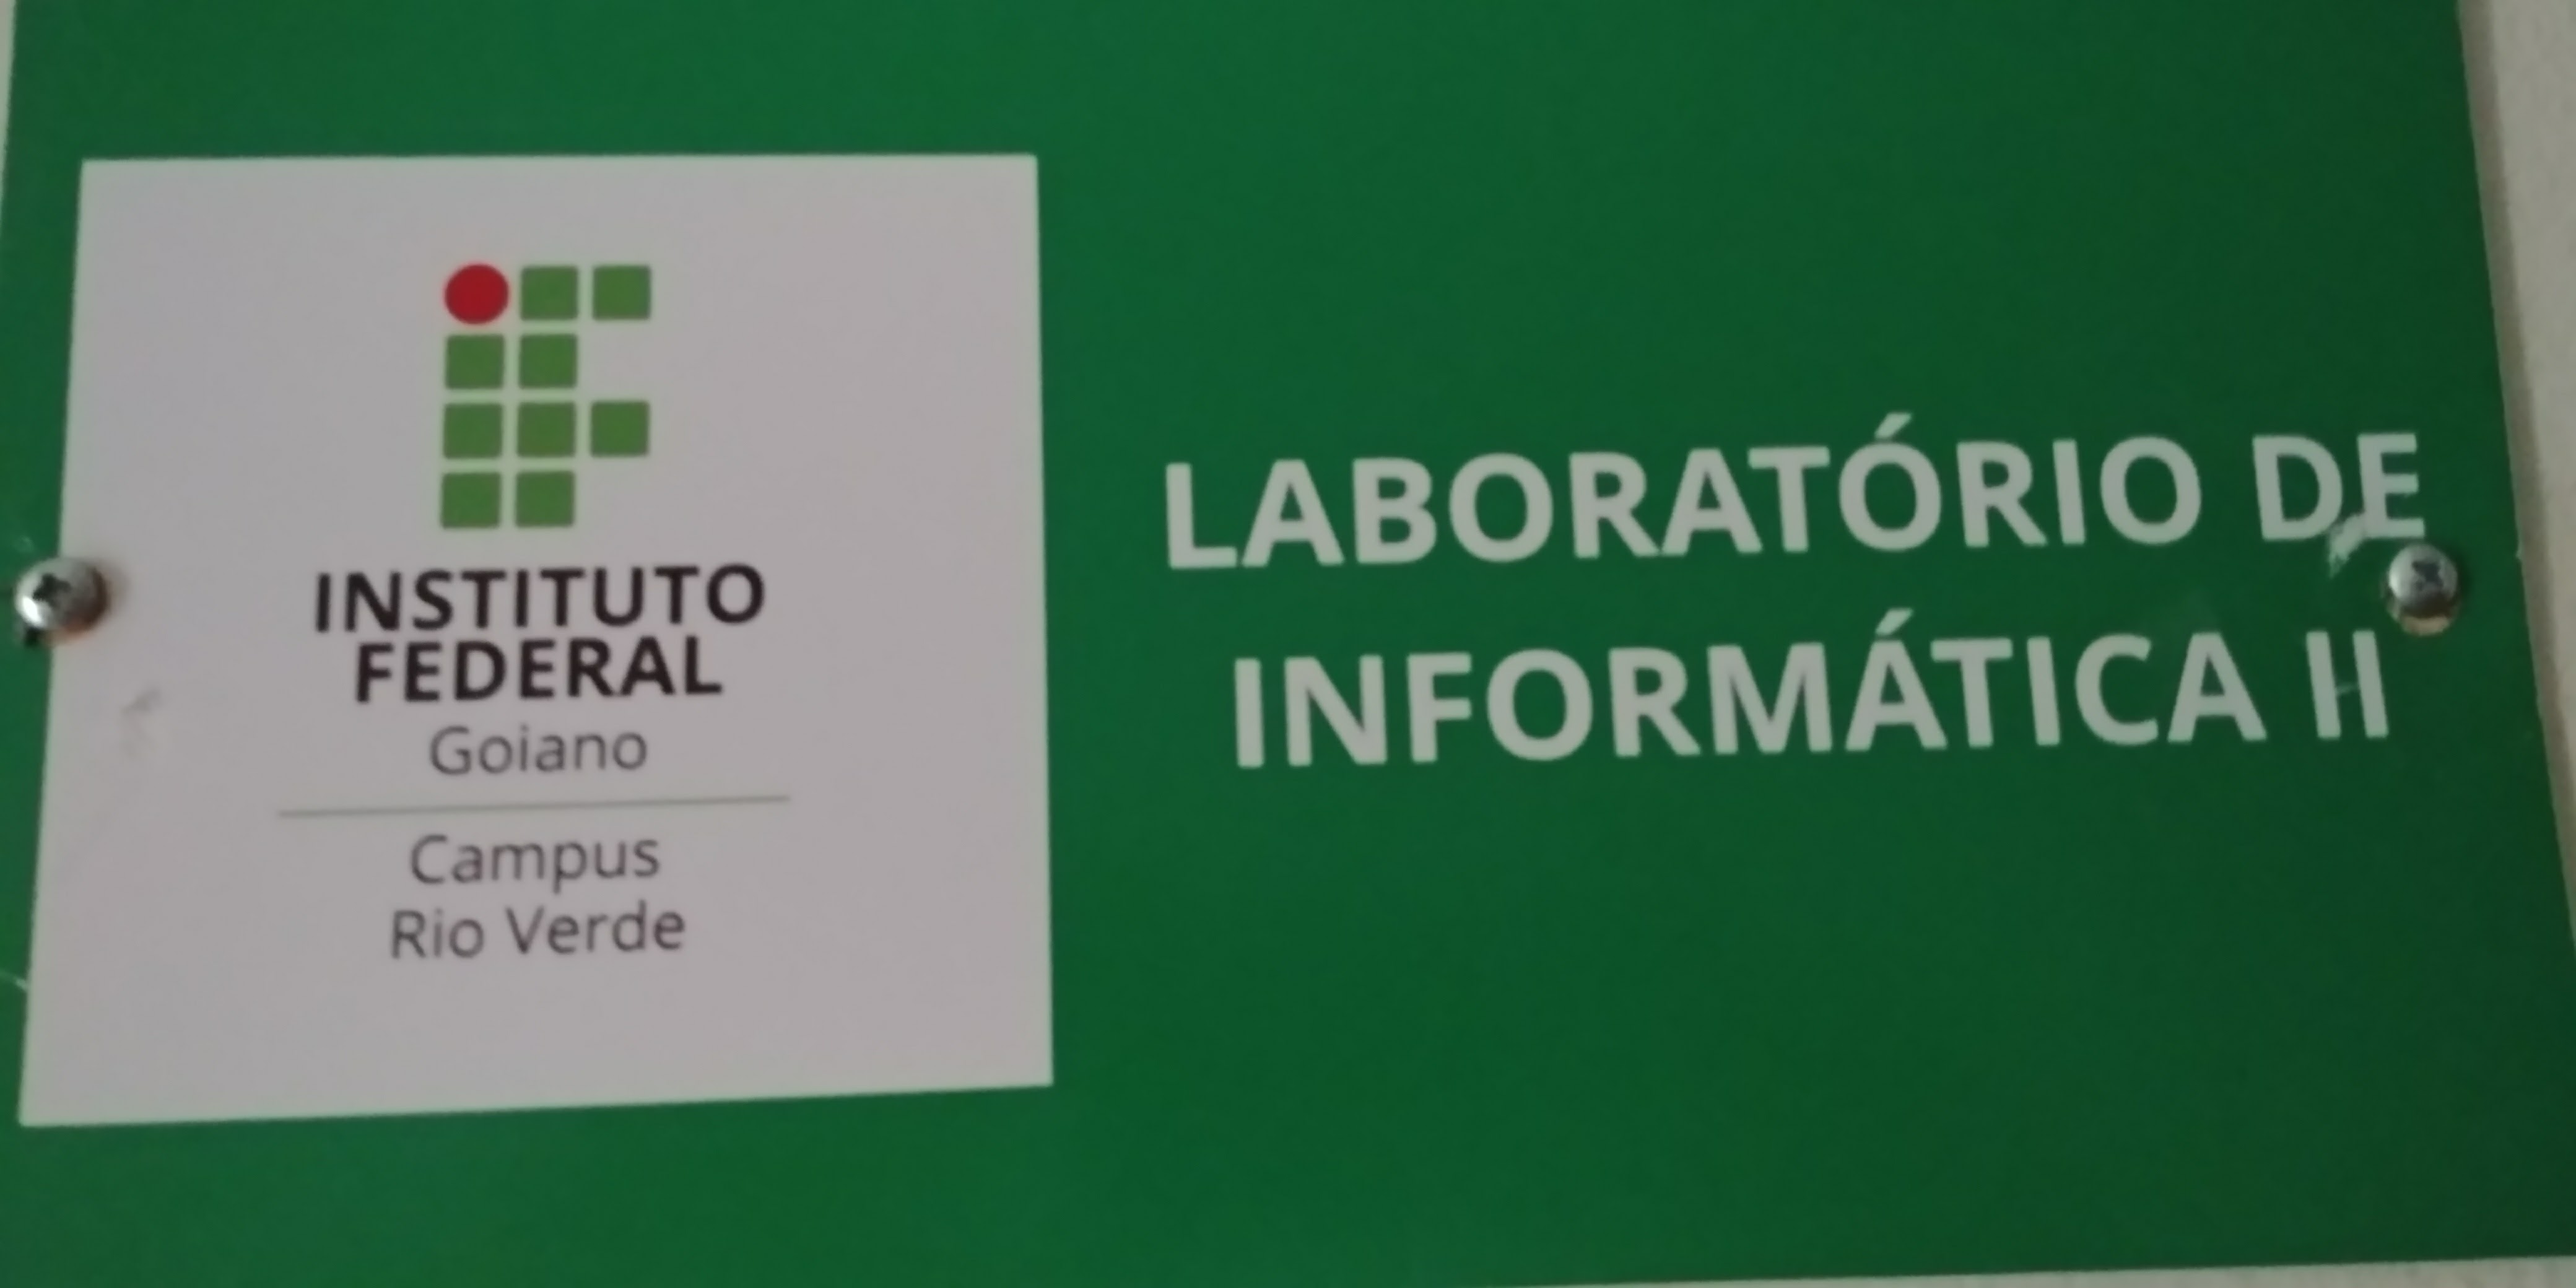 INSTITUTO
FEDERAL
Goiano
Campus
Rio Verde
LABORATÓRIO DE
INFORMÁTICA II